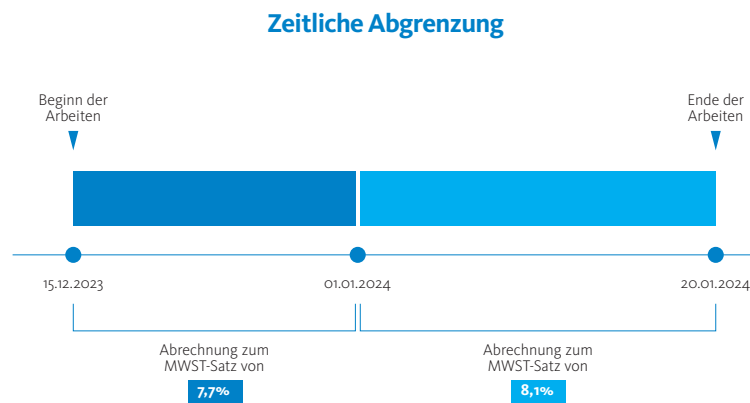 Zeitliche Abgrenzung
Beginn der
Arbeiten
Ende der
Arbeiten
15.12.2023
01.01.2024
20.01.2024
Abrechnung zum
MWST-Satz von
7,7%
Abrechnung zum
MWST-Satz von
8,1%